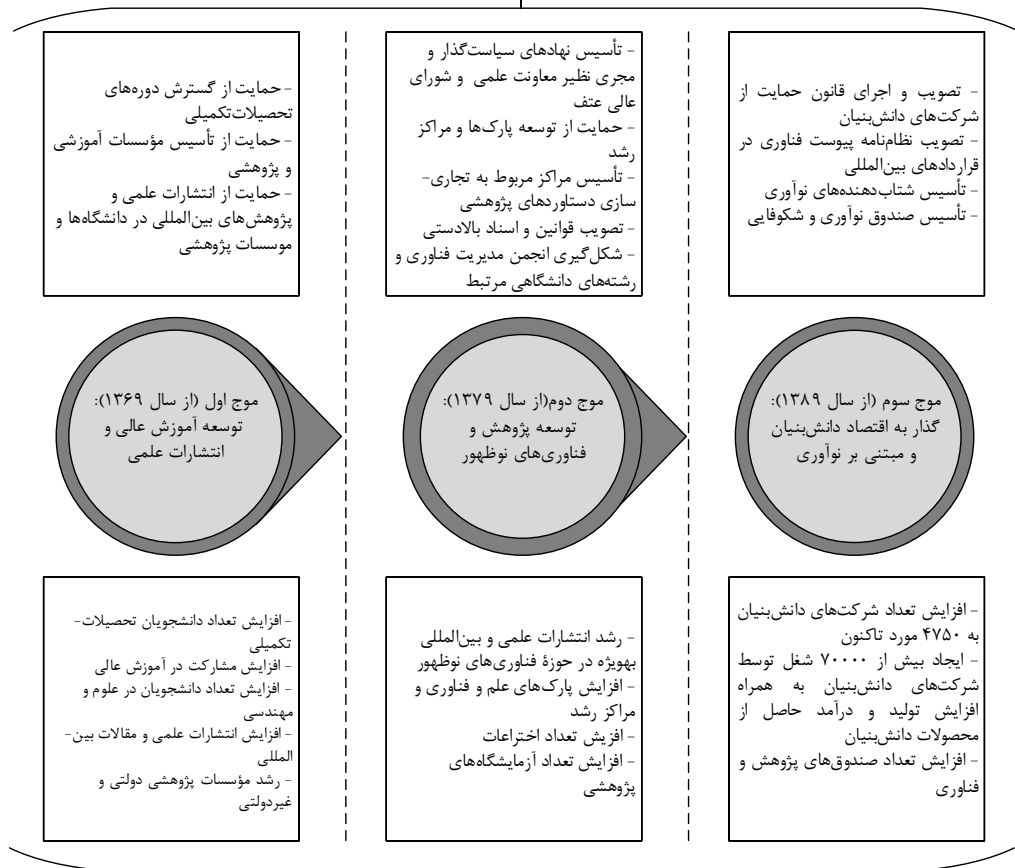 - حمایت از گسترش دوره‌های
تحصیلات‌تکمیلی
- حمایت از تأسیس مؤسسات آموزشی
و پژوهشی
- حمایت از انتشارات علمی و
پژوهش‌های بین‌المللی در دانشگاه‌ها و
موسسات پژوهشی
- تأسیس نهادهای سیاست‌گذار و
مجری نظیر معاونت علمی و شورای
عالی عتف
- حمایت از توسعه پارک‌ها و مراکز
رشد
- تأسیس مراکز مربوط به تجاری-
سازی دستاوردهای پژوهشی
- تصویب قوانین و اسناد بالادستی
- شکل‌گیری انجمن مدیریت فناوری و
رشته‌های دانشگاهی مرتبط
- تصویب و اجرای قانون حمایت از
شرکت‌های دانش‌بنیان
- تصویب نظام‌نامه پیوست فناوری در
قراردادهای بین‌المللی
- تأسیس شتاب‌دهنده‌های نوآوری
- تأسیس صندوق نوآوری و شکوفایی
موج اول (از سال ۱۳۶۹):
توسعه آموزش عالی و
انتشارات علمی
موج دوم(از سال ۱۳۷۹):
توسعه پژوهش و
فناوری‌های نوظهور
موج سوم (از سال ۱۳۸۹):
گذار به اقتصاد دانش‌بنیان
و مبتنی بر نوآوری
- افزایش تعداد دانشجویان تحصیلات-
تکمیلی
- افزایش مشارکت در آموزش عالی
- افزایش تعداد دانشجویان در علوم و
مهندسی
- افزایش انتشارات علمی و مقالات بین-
المللی
- رشد مؤسسات پژوهشی دولتی و
غیردولتی
- رشد انتشارات علمی و بین‌المللی
بهویژه در حوزۀ فناوری‌های نوظهور
- افزایش پارک‌های علم و فناوری و
مراکز رشد
- افزیش تعداد اختراعات
- افزایش تعداد آزمایشگاه‌های
پژوهشی
- افزایش تعداد شرکت‌های دانش‌بنیان
به ۴۷۵۰ مورد تاکنون
- ایجاد بیش از ۷۰۰۰۰ شغل توسط
شرکت‌های دانش‌بنیان به همراه
افزایش تولید و درآمد حاصل از
محصولات دانش‌بنیان
- افزایش تعداد صندوق‌های پژوهش و
فناوری